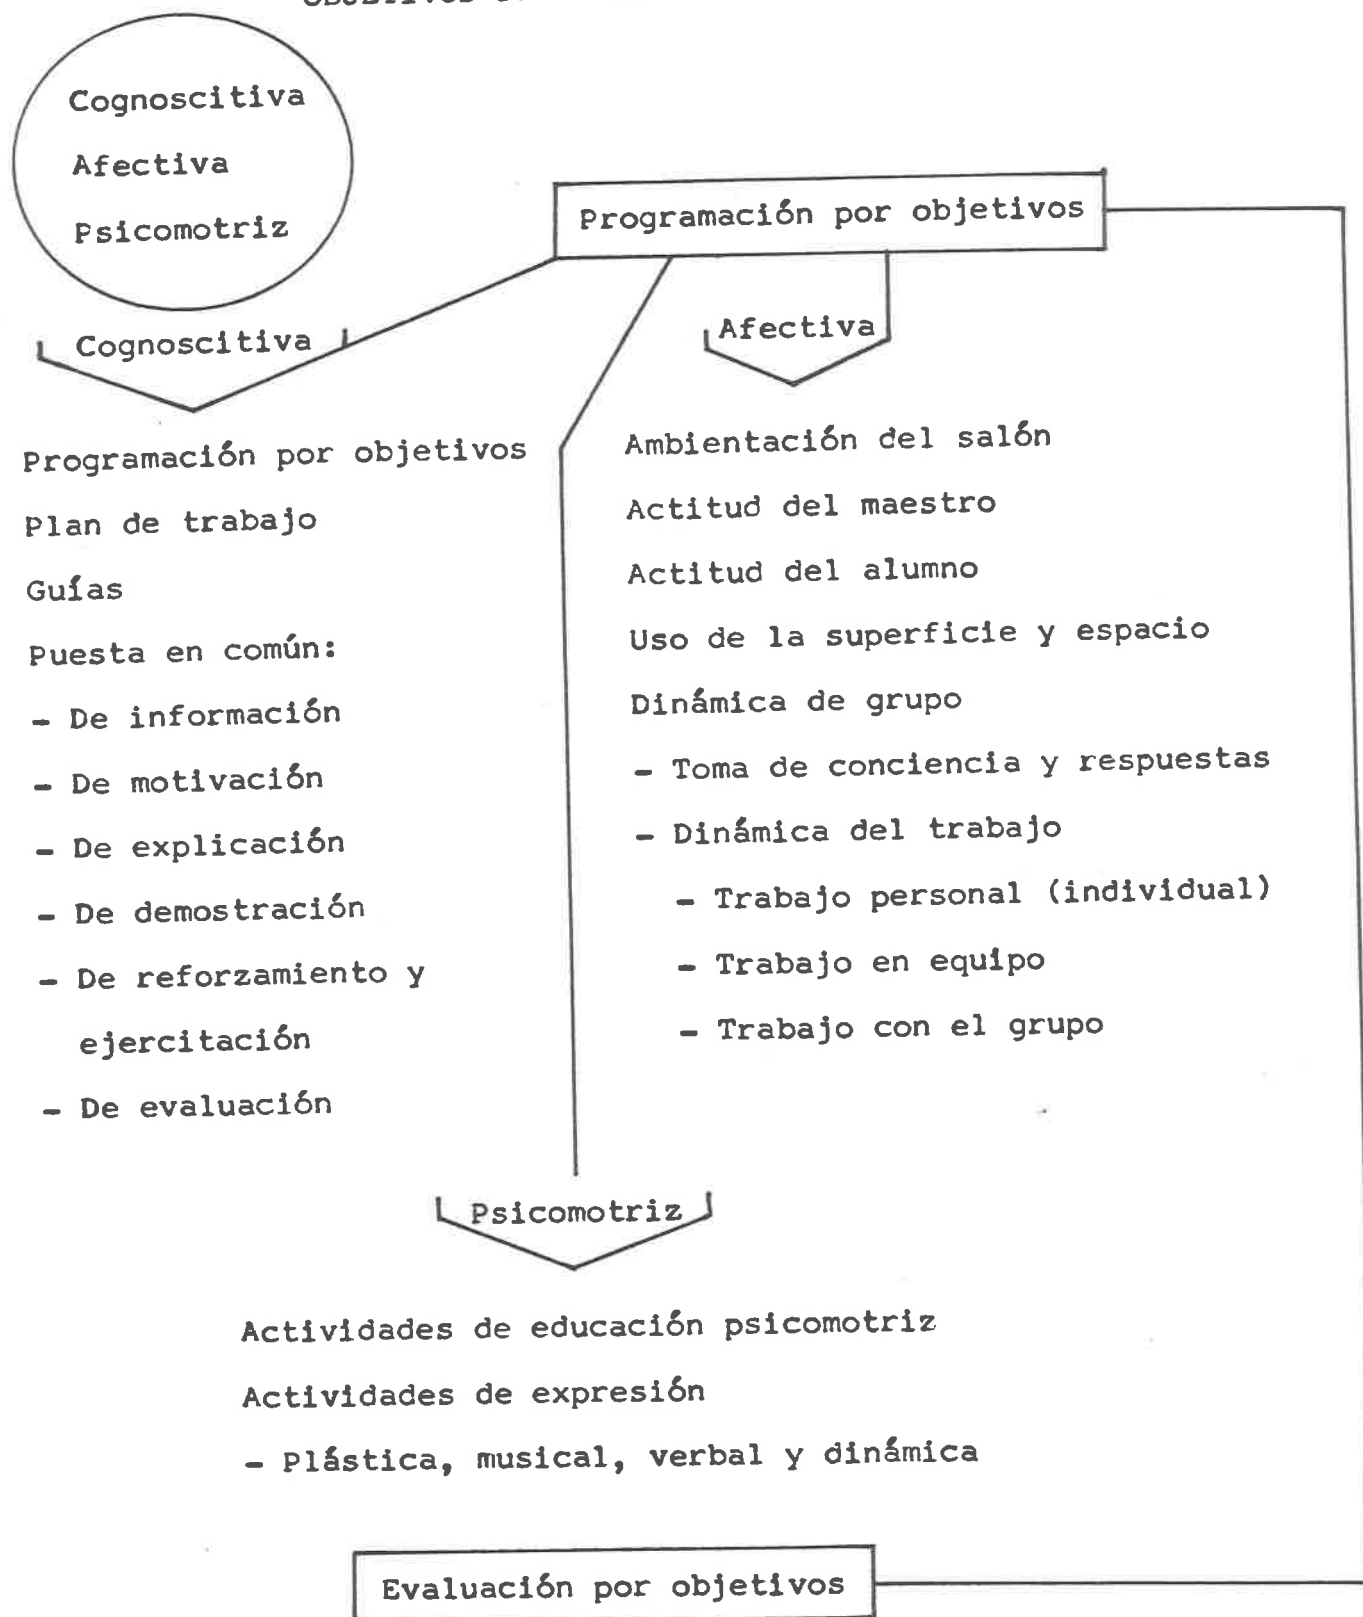 Cognoscitiva
Afectiva
Psicomotriz
Programación por objetivos
Cognoscitiva
Afectiva
Programación por objetivos
Plan de trabajo
Guías
Puesta en común:
- De información
- De motivación
- De explicación
- De demostración
- De reforzamiento y
ejercitación
- De evaluación
Ambientación del salón
Actitud del maestro
Actitud del alumno
Uso de la superficie y espacio
Dinámica de grupo
- Toma de conciencia y respuestas
- Dinámica del trabajo
- Trabajo personal (individual)
- Trabajo en equipo
- Trabajo con el grupo
Psicomotriz
Actividades de educación psicomotriz
Actividades de expresión
- Plástica, musical, verbal y dinámica
Evaluación por objetivos